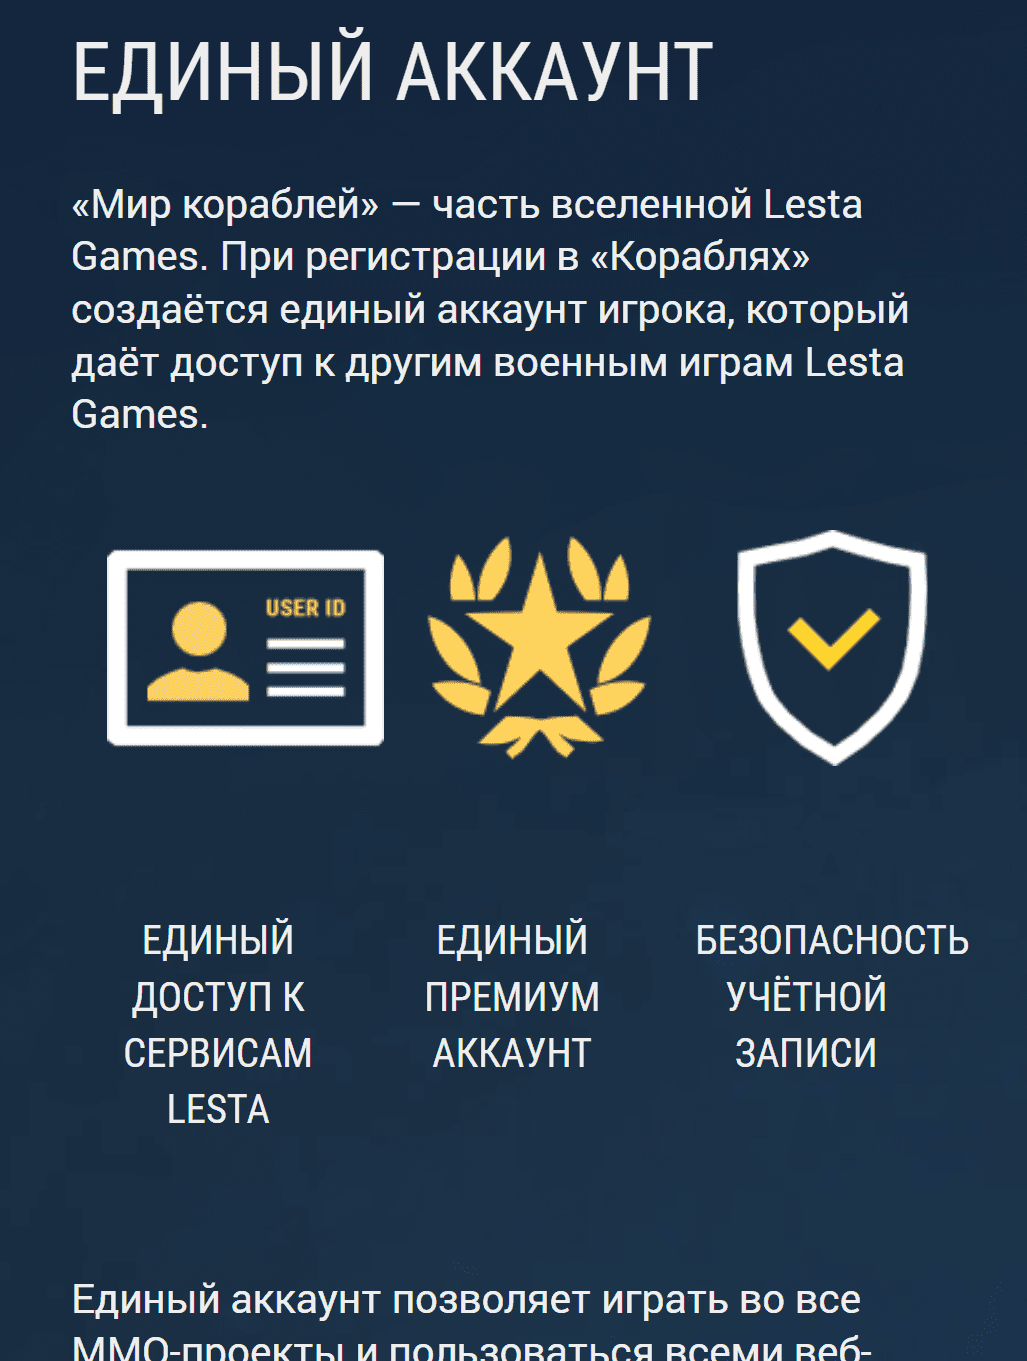 ЕДИНЫЙ АККАУНТ
«Мир кораблей» — часть вселенной Lesta
Games. При регистрации в «Кораблях»
создаётся единый аккаунт игрока, который
даёт доступ к другим военным играм Lesta
Games.
USER ID
ЕДИНЫЙ
ДОСТУП К
СЕРВИСАМ
LESTA
ЕДИНЫЙ
ПРЕМИУМ
АККАУНТ
БЕЗОПАСНОСТЬ
УЧЁТНОЙ
ЗАПИСИ
Единый аккаунт позволяет играть во все
ММО-проекты и пользоваться всеми веб-